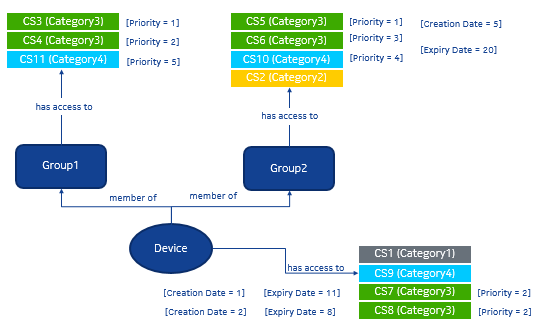 CS3 (Category3) [Priority = 1]
CS4 (Category3) [Priority = 2]
CS11 (Category4) [Priority = 5]
CS5 (Category3) [Priority = 1] [Creation Date = 5]
CS6 (Category3) [Priority = 3]
[Expiry Date = 20]
CS10 (Category4) [Priority = 4]
CS2 (Category2)
has access to
has access to
Group1
Group2
member of
member of
Device
has access to
CS1 (Category1)
CS9 (Category4)
[Creation Date = 1] [Expiry Date = 11] CS7 (Category3) [Priority = 2]
[Creation Date = 2] [Expiry Date = 8] CS8 (Category3) [Priority = 2]